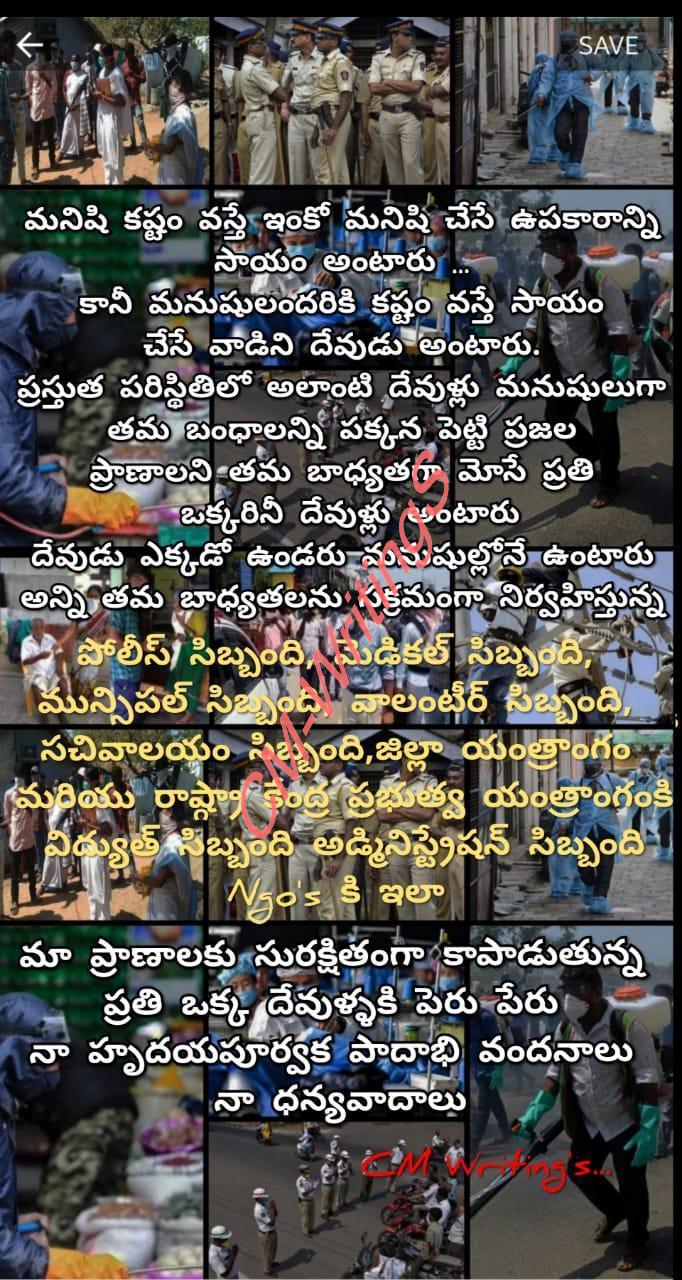 SAVE
మనిషి కష్టం వస్తే ఇంకో మనిషి చేసే ఉపకారాన్ని
సాయం అంటారు ...
కానీ మనుషులందరికి కష్టం వస్తే సాయం
చేసే వాడిని దేవుడు అంటారు.
ప్రస్తుత పరిస్థితిలో అలాంటి దేవుళ్లు మనుషులుగా
తమ బంధాలన్ని పక్కన పెట్టి ప్రజల
ప్రాణాలని తమ బాధ్యతగా మోసే ప్రతి
ఒక్కరినీ దేవుళ్లు అంటారు
దేవుడు ఎక్కడో ఉండరు మనుషుల్లోనే ఉంటారు
అన్ని తమ బాధ్యతలను సక్రమంగా నిర్వహిస్తున్న
పోలీస్ సిబ్బంది, మెడికల్ సిబ్బంది,
మున్సిపల్ సిబ్బంది, వాలంటీర్ సిబ్బంది,
సచివాలయం సిబ్బంది,జిల్లా యంత్రాంగం
మరియు రాష్ట్ర కేంద్ర ప్రభుత్వ యంత్రాంగంకి
విద్యుత్ సిబ్బంది అడ్మినిస్ట్రేషన్ సిబ్బంది
Ngo's కి ఇలా
మా ప్రాణాలకు సురక్షితంగా కాపాడుతున్న
ప్రతి ఒక్క దేవుళ్ళకి పెరు పేరు
నా హృదయపూర్వక పాదాభి వందనాలు
నా ధన్యవాదాలు
CM-Writings
CM Writing's...